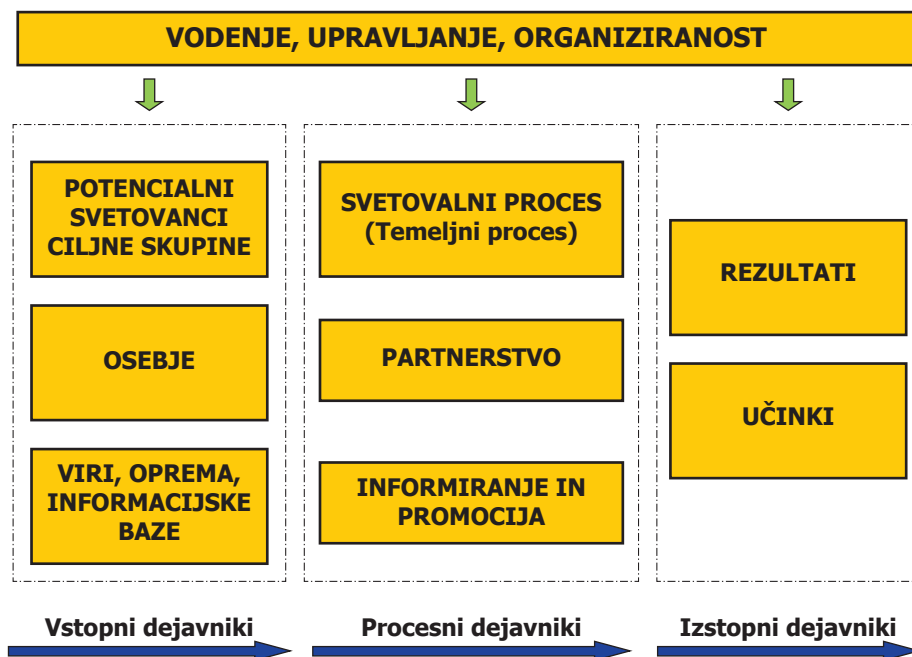 VODENJE, UPRAVLJANJE, ORGANIZIRANOST
POTENCIALNI
SVETOVANCI
CILJNE SKUPINE
OSEBJE
VIRI, OPREMA,
INFORMACIJSKE
BAZE
SVETOVALNI PROCES
(Temeljni proces)
PARTNERSTVO
INFORMIRANJE IN
PROMOCIJA
REZULTATI
UČINKI
Vstopni dejavniki
Procesni dejavniki
Izstopni dejavniki